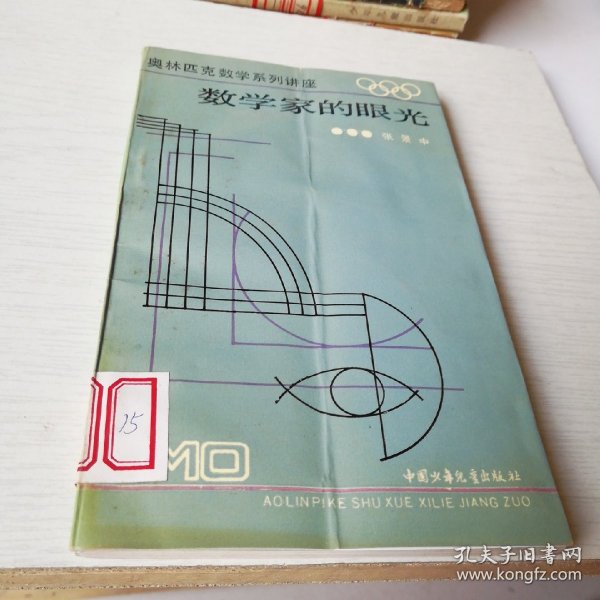 奥林匹克数学系列讲座
数学家的眼光
张景中
15
MO
中国少年儿童出版社
AOLINPIKE SHU XUE XILIE JIANG ZUO
孔夫子旧书网
www.kongfz.com